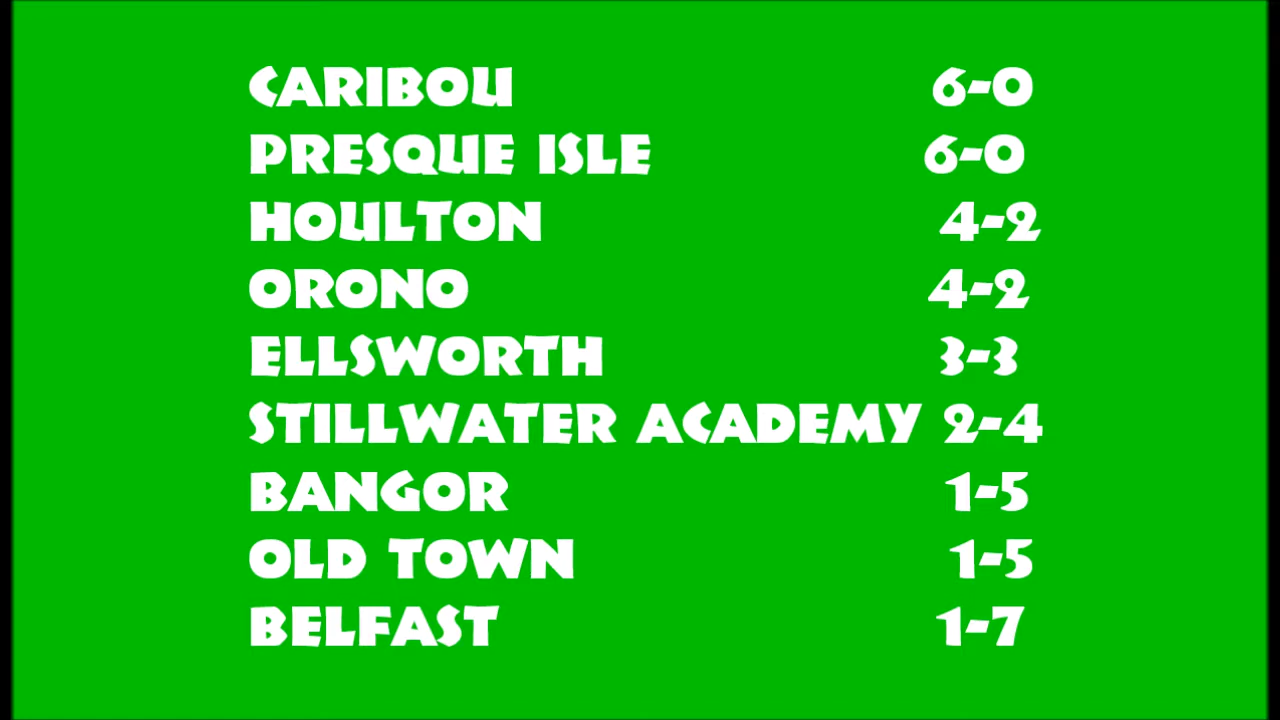 CARIBOU 6-0
PRESQUE ISLE 6-0
HOULTON 4-2
ORONO 4-2
ELLSWORTH 3-3
STILLWATER ACADEMY 2-4
BANGOR 1-5
OLD TOWN 1-5
BELFAST 1-7